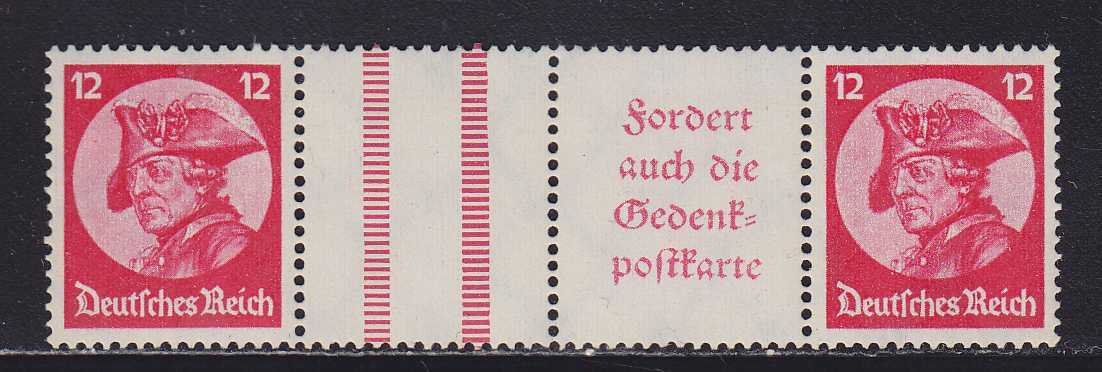 12 12
Deutsches Reich
Fordert
auch die
Gedenk-
postkarte
12 12
Deutsches Reich